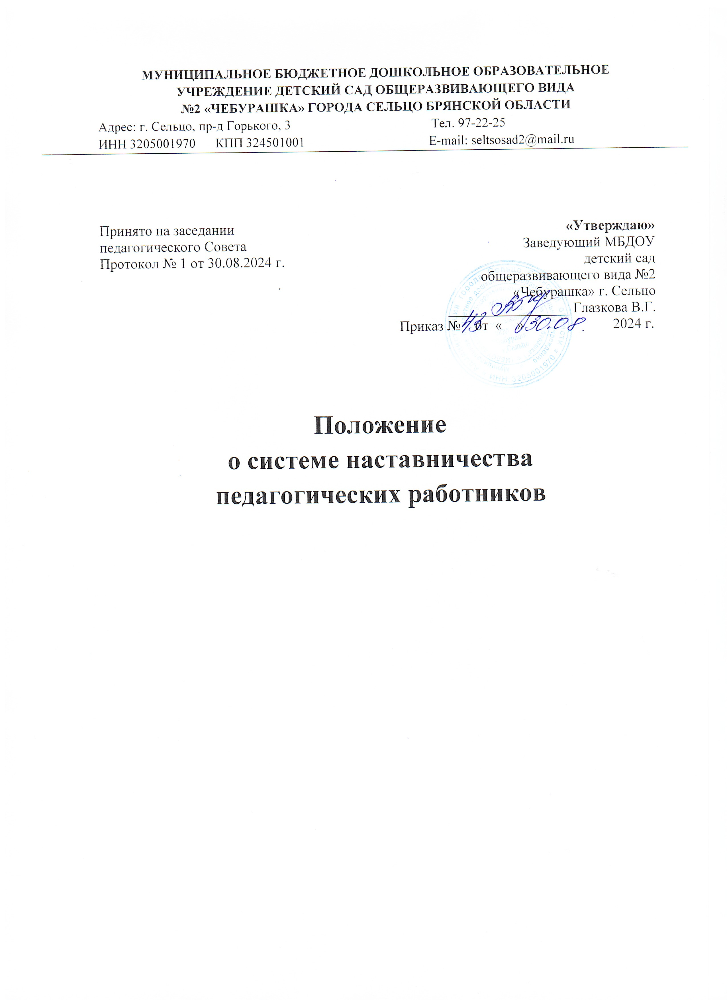 МУНИЦИПАЛЬНОЕ БЮДЖЕТНОЕ ДОШКОЛЬНОЕ ОБРАЗОВАТЕЛЬНОЕ
УЧРЕЖДЕНИЕ ДЕТСКИЙ САД ОБЩЕРАЗВИВАЮЩЕГО ВИДА
№2 «ЧЕБУРАШКА» ГОРОДА СЕЛЬЦО БРЯНСКОЙ ОБЛАСТИ
Адрес: г. Сельцо, пр-д Горького, 3 Тел. 97-22-25
ИНН 3205001970 КПП 324501001 E-mail: seltsosad2@mail.ru
Принято на заседании
педагогического Совета
Протокол № 1 от 30.08.2024 г.
«Утверждаю»
Заведующий МБДОУ
детский сад
общеразвивающего вида №2
«Чебурашка» г. Сельцо
Глазкова В.Г.
Приказ № от « » 30.08. 2024 г.
ИНН 3205001970
Положение
о системе наставничества
педагогических работников